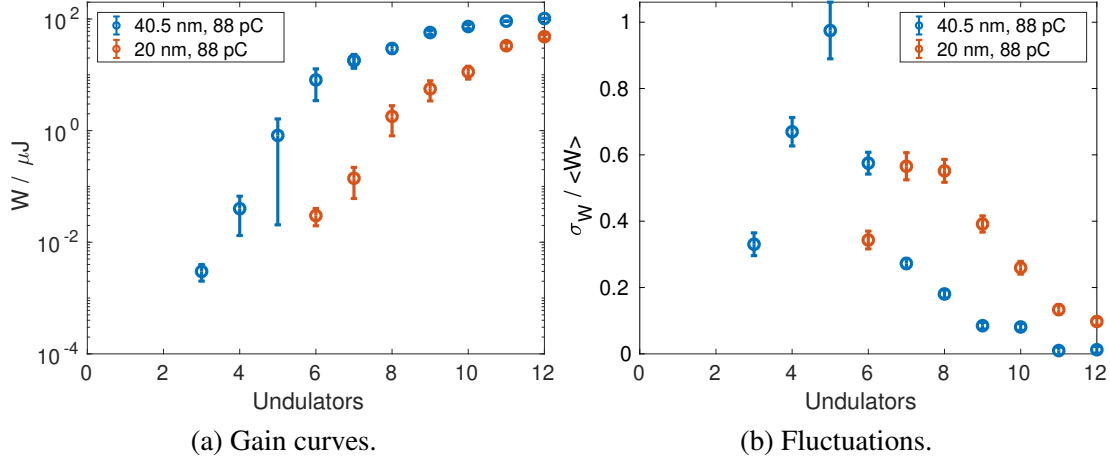 40.5 nm, 88 pC
20 nm, 88 pC
W / μJ
10^2
10^0
10^-2
10^-4
0 2 4 6 8 10 12
Undulators
(a) Gain curves.
40.5 nm, 88 pC
20 nm, 88 pC
σ_W / <W>
1
0.8
0.6
0.4
0.2
0
0 2 4 6 8 10 12
Undulators
(b) Fluctuations.